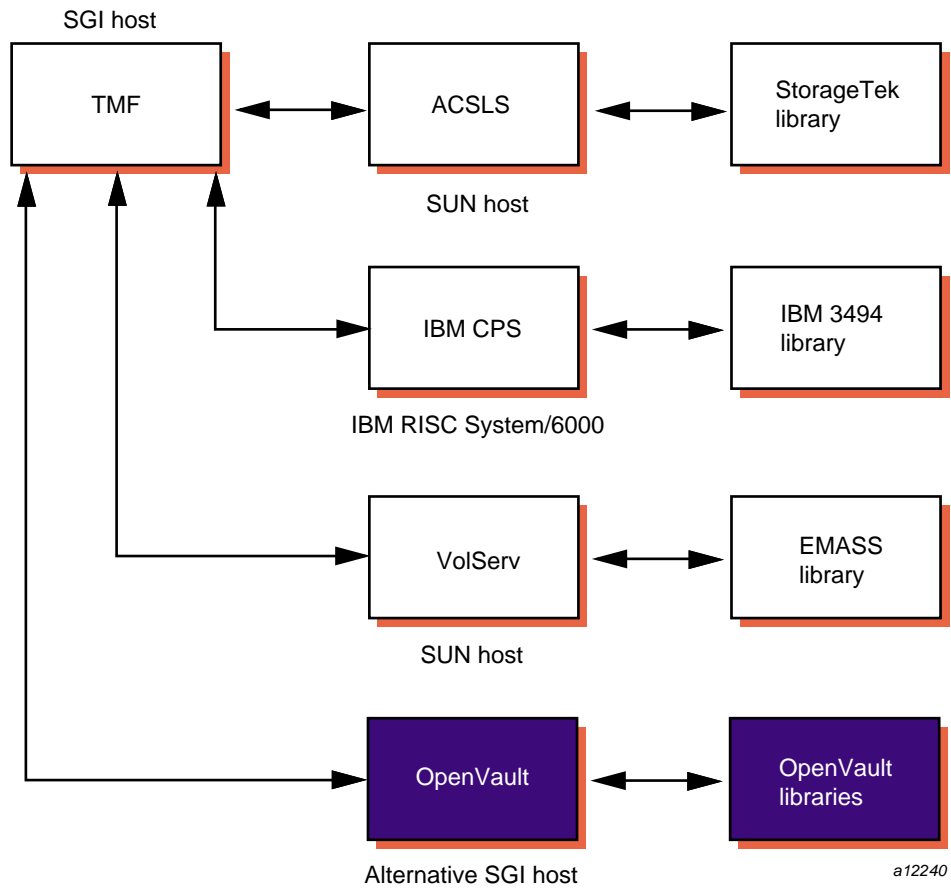 SGI host
TMF
ACSLS
StorageTek
library
SUN host
IBM CPS
IBM 3494
library
IBM RISC System/6000
VolServ
EMASS
library
SUN host
OpenVault
OpenVault
libraries
Alternative SGI host
a12240